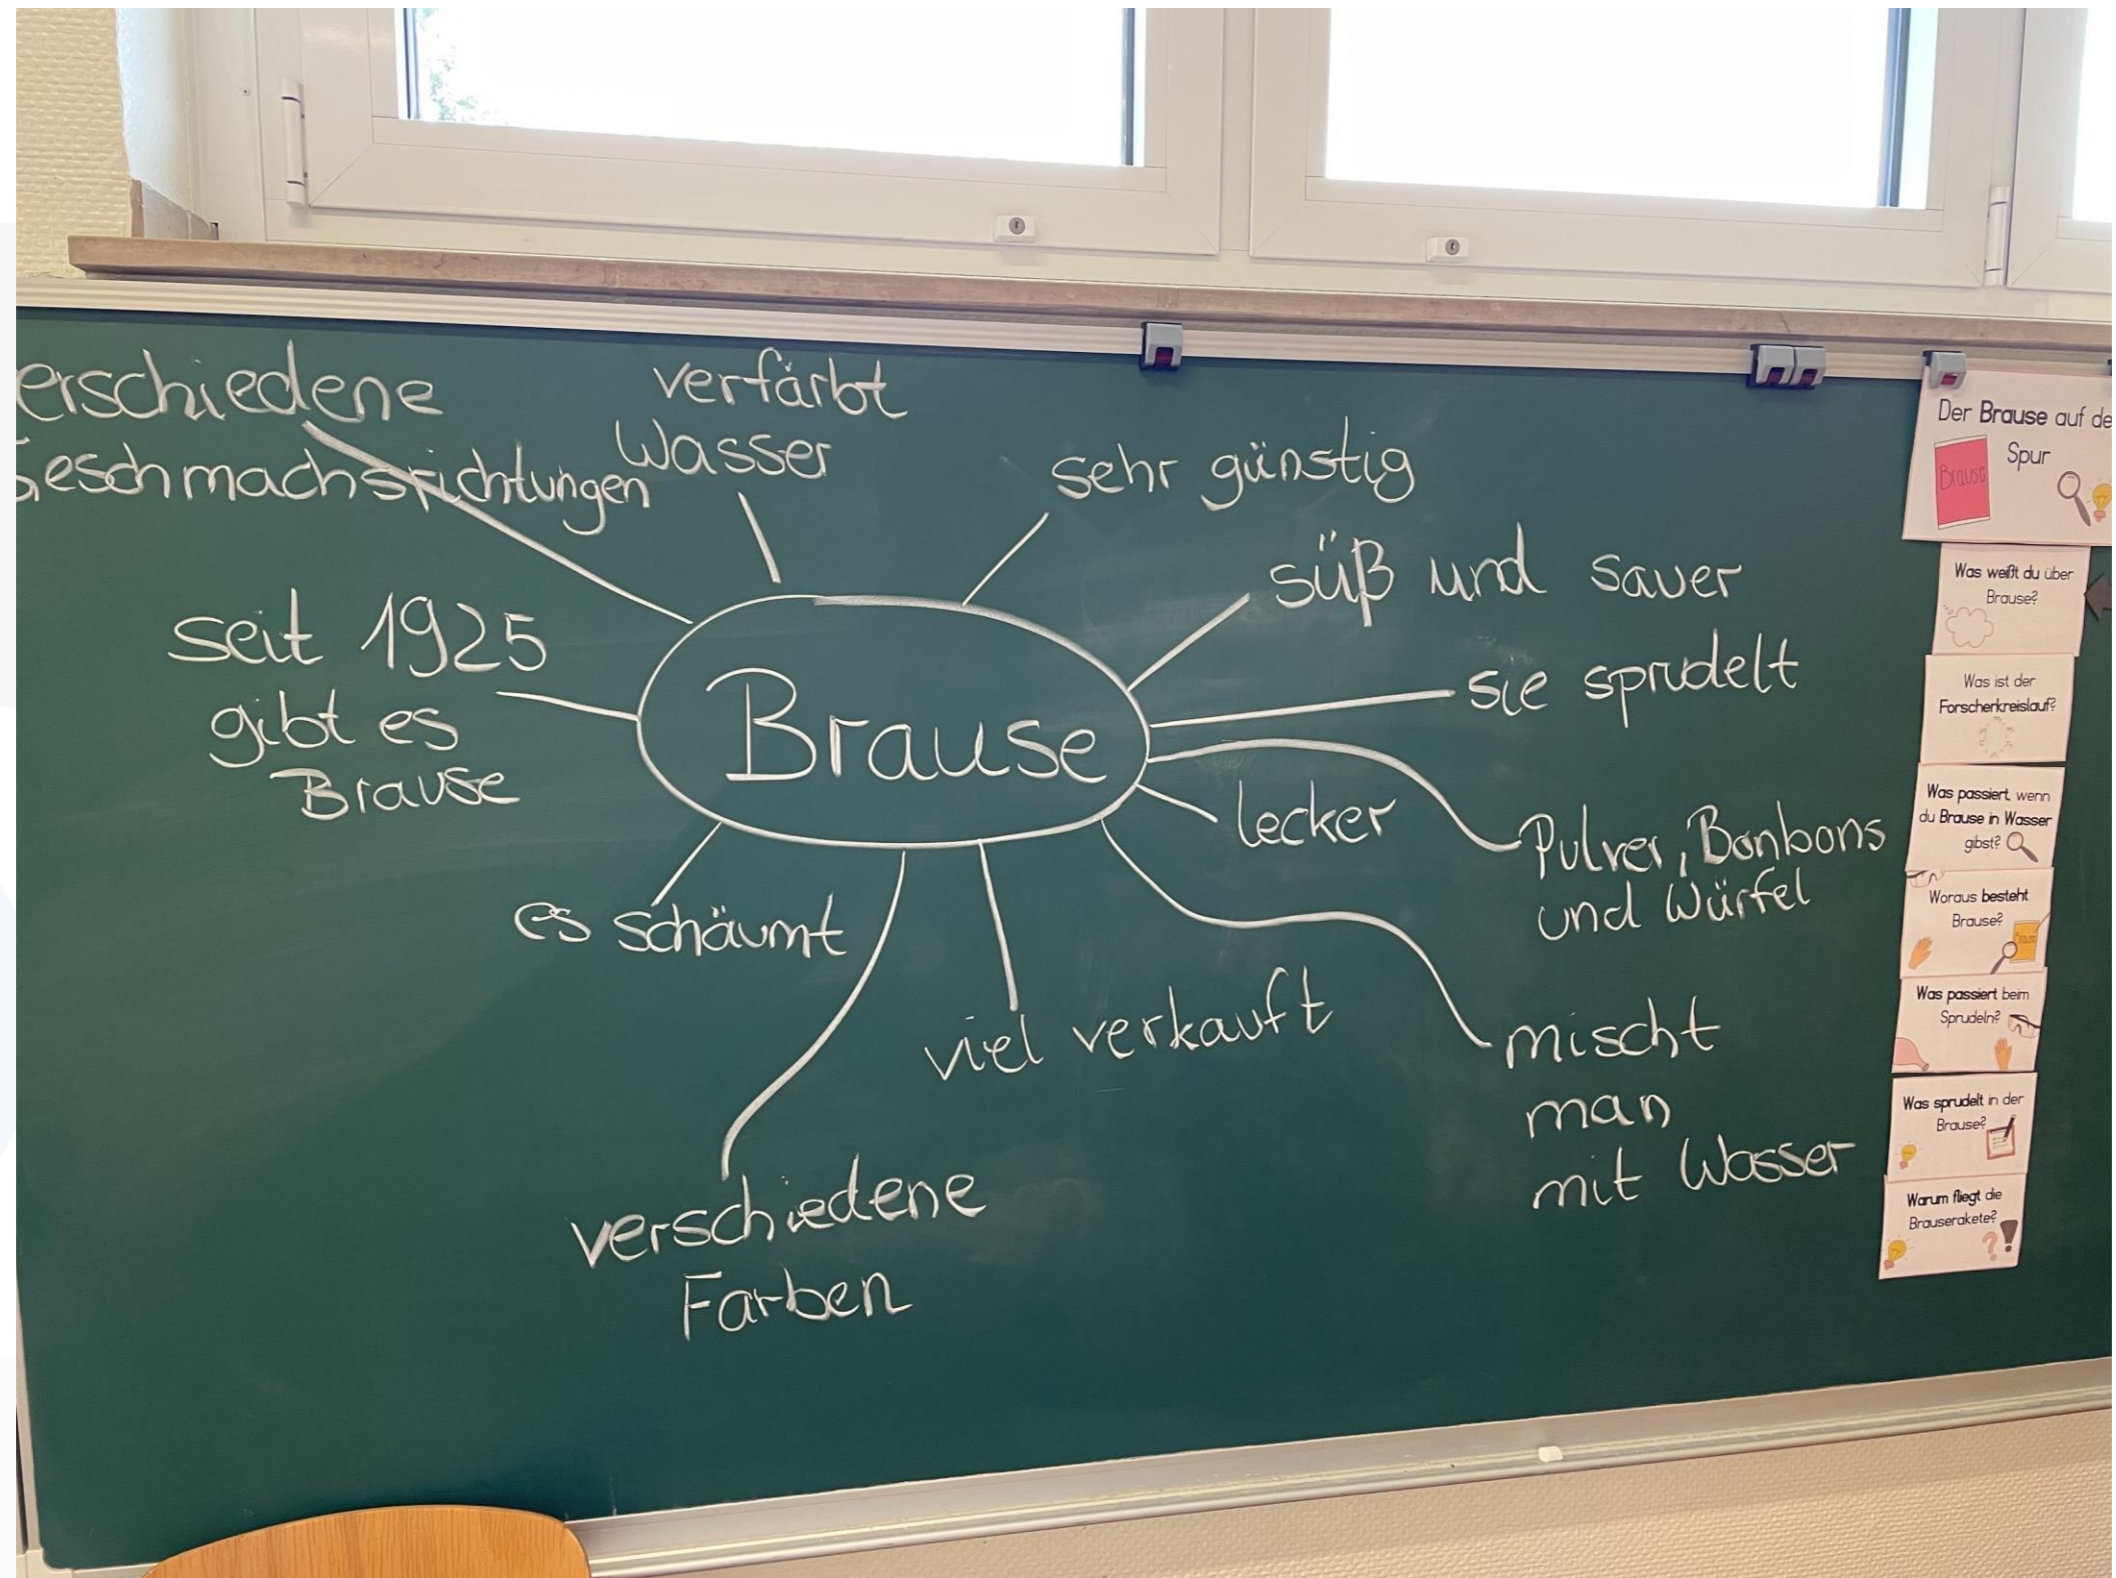 erschiedene
Geschmachsrichtungen
verfärbt
Wasser
sehr günstig
süß und sauer
sie sprudelt
seit 1925
gibt es
Brause
Brause
lecker
Pulver, Bonbons
und Würfel
es schäumt
viel verkauft
mischt
man
mit Wasser
verschiedene
Farben
Der Brause auf de
Spur
Brause
Was weißt du über
Brause?
Was ist der
Forscherkreislauf?
Was passiert, wenn
du Brause in Wasser
gibst?
Woraus besteht
Brause?
Brause
Was passiert beim
Sprudeln?
Was sprudelt in der
Brause?
Warum fliegt die
Brauserakete?